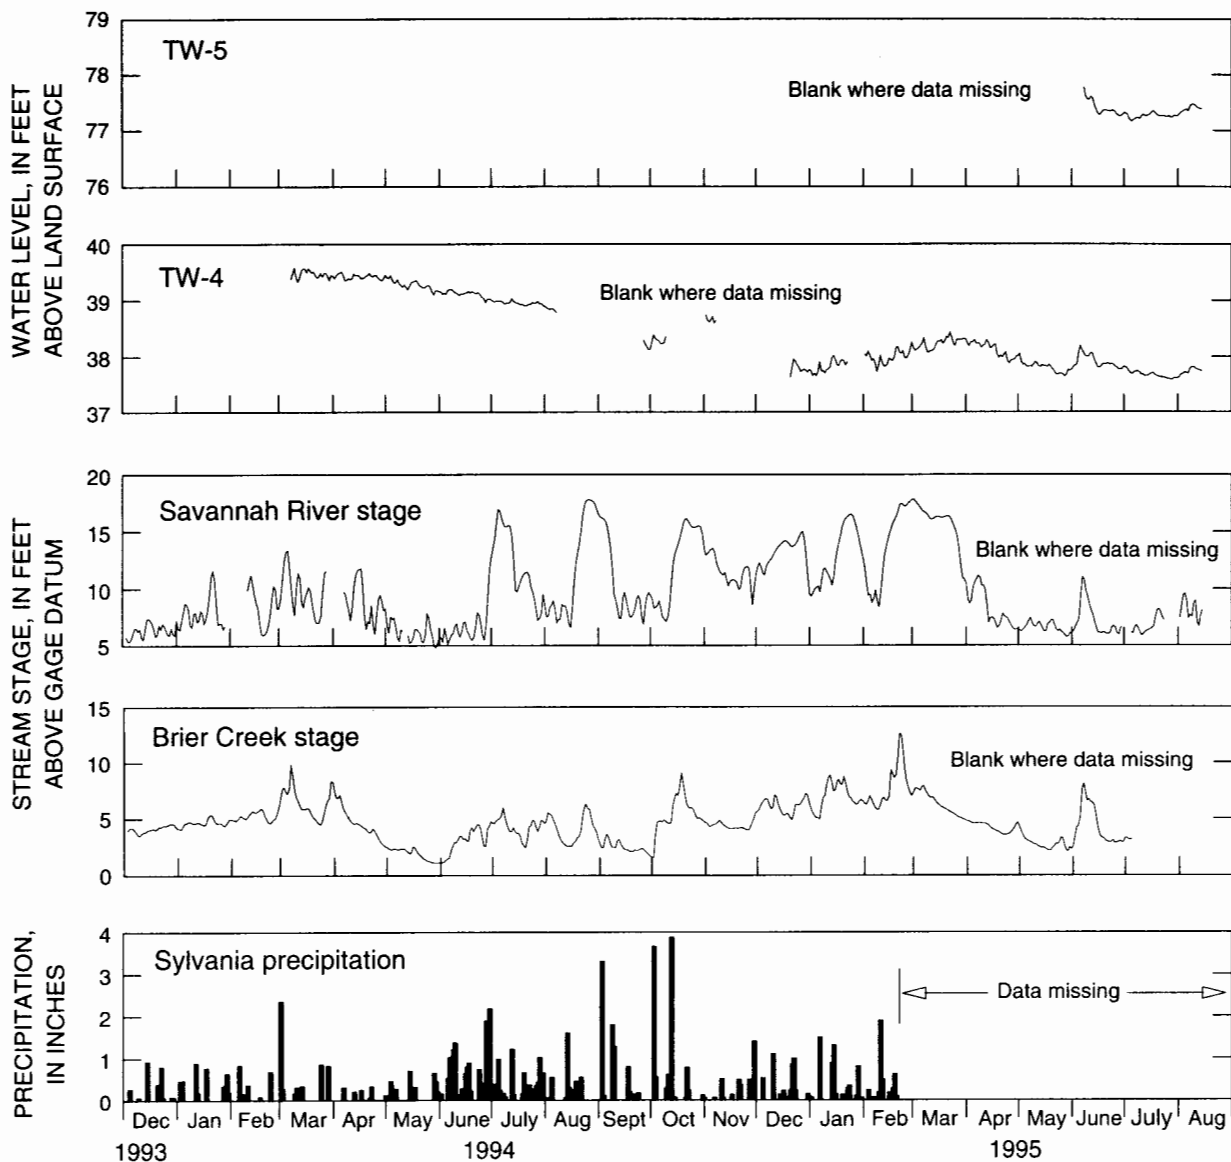 WATER LEVEL, IN FEET
ABOVE LAND SURFACE
79
78
77
76
TW-5
Blank where data missing
40
39
38
37
TW-4
Blank where data missing
STREAM STAGE, IN FEET
ABOVE GAGE DATUM
20
15
10
5
Savannah River stage
Blank where data missing
15
10
5
0
Brier Creek stage
Blank where data missing
PRECIPITATION,
IN INCHES
4
3
2
1
0
Sylvania precipitation
Data missing
Dec Jan Feb Mar Apr May June July Aug Sept Oct Nov Dec Jan Feb Mar Apr May June July Aug
1993 1994 1995